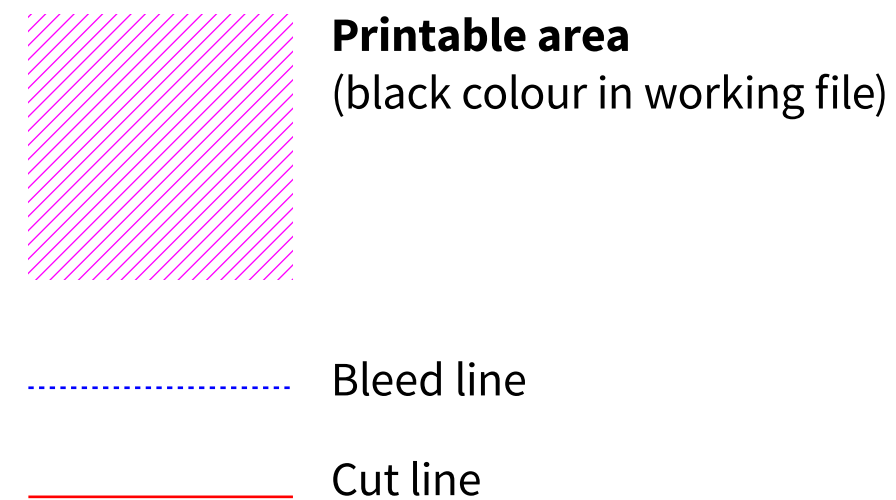 Printable area
(black colour in working file)
Bleed line
Cut line